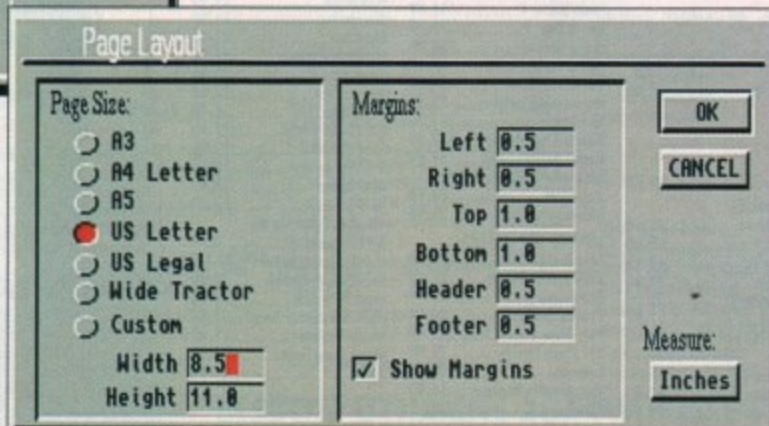 Page Layout
Page Size:
A3
A4 Letter
A5
US Letter
US Legal
Wide Tractor
Custom
Width 8.5
Height 11.0
Margins:
Left 0.5
Right 0.5
Top 1.0
Bottom 1.0
Header 0.5
Footer 0.5
Show Margins
OK
CANCEL
Measure:
Inches